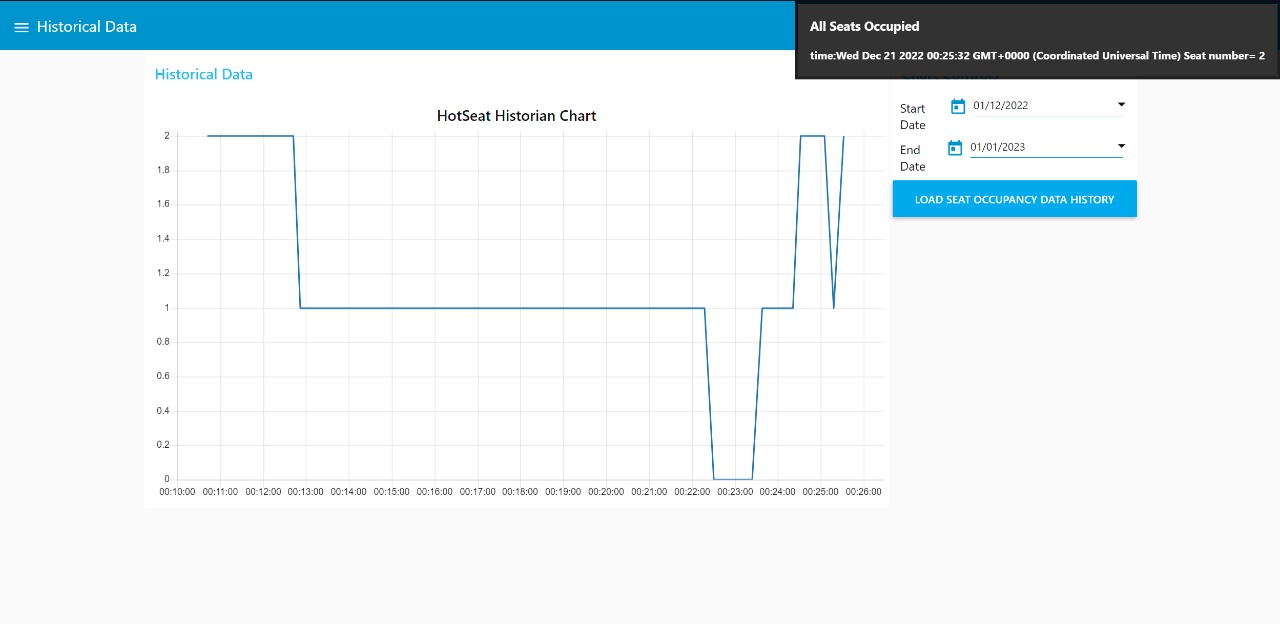 Historical Data
All Seats Occupied
time:Wed Dec 21 2022 00:25:32 GMT+0000 (Coordinated Universal Time) Seat number= 2
Historical Data
HotSeat Historian Chart
2
1.8
1.6
1.4
1.2
1
0.8
0.6
0.4
0.2
0
00:10:00 00:11:00 00:12:00 00:13:00 00:14:00 00:15:00 00:16:00 00:17:00 00:18:00 00:19:00 00:20:00 00:21:00 00:22:00 00:23:00 00:24:00 00:25:00 00:26:00
Start
Date
01/12/2022
End
Date
01/01/2023
LOAD SEAT OCCUPANCY DATA HISTORY